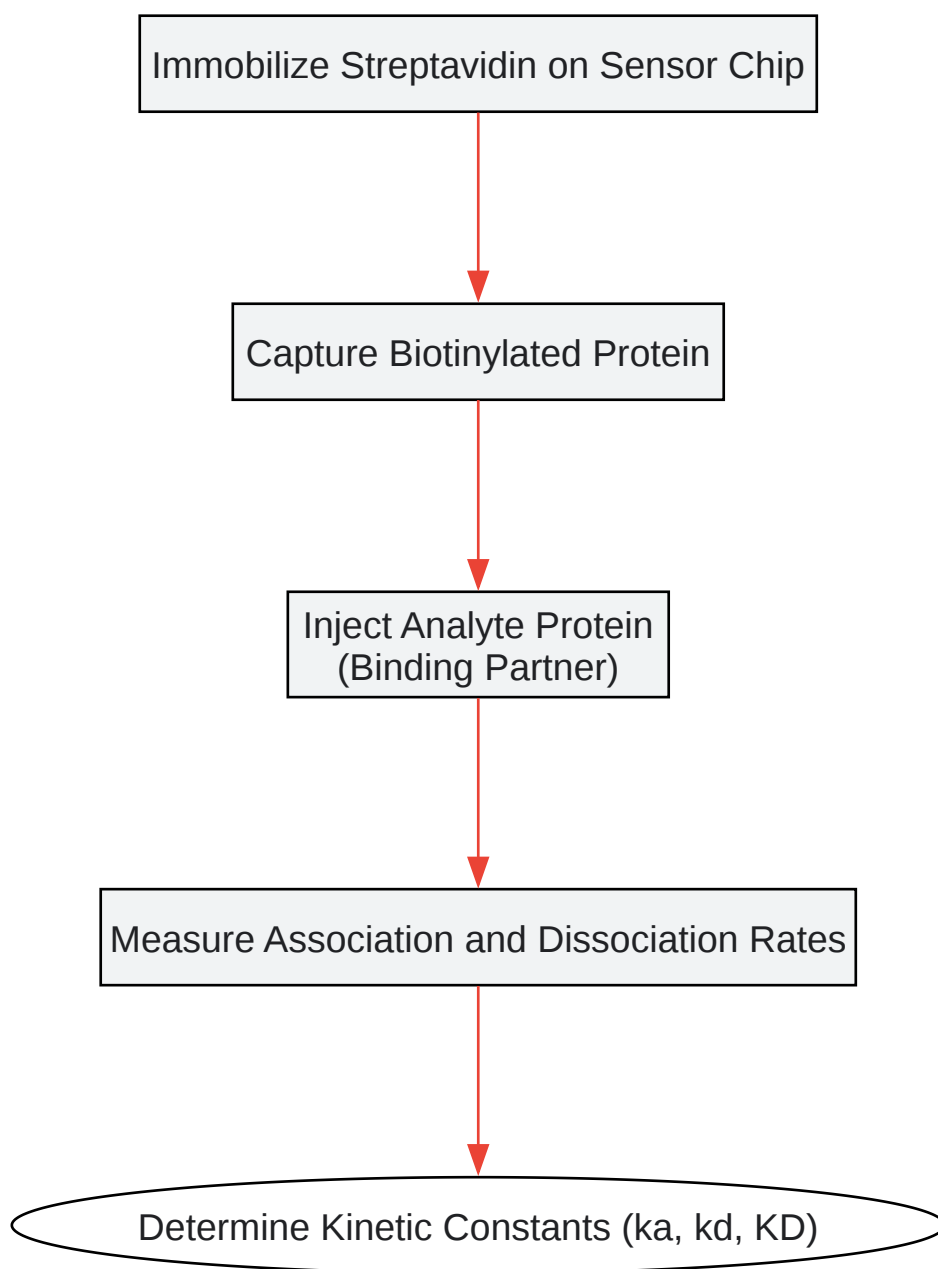 Immobilize Streptavidin on Sensor Chip
Capture Biotinylated Protein
Inject Analyte Protein
(Binding Partner)
Measure Association and Dissociation Rates
Determine Kinetic Constants (ka, kd, KD)